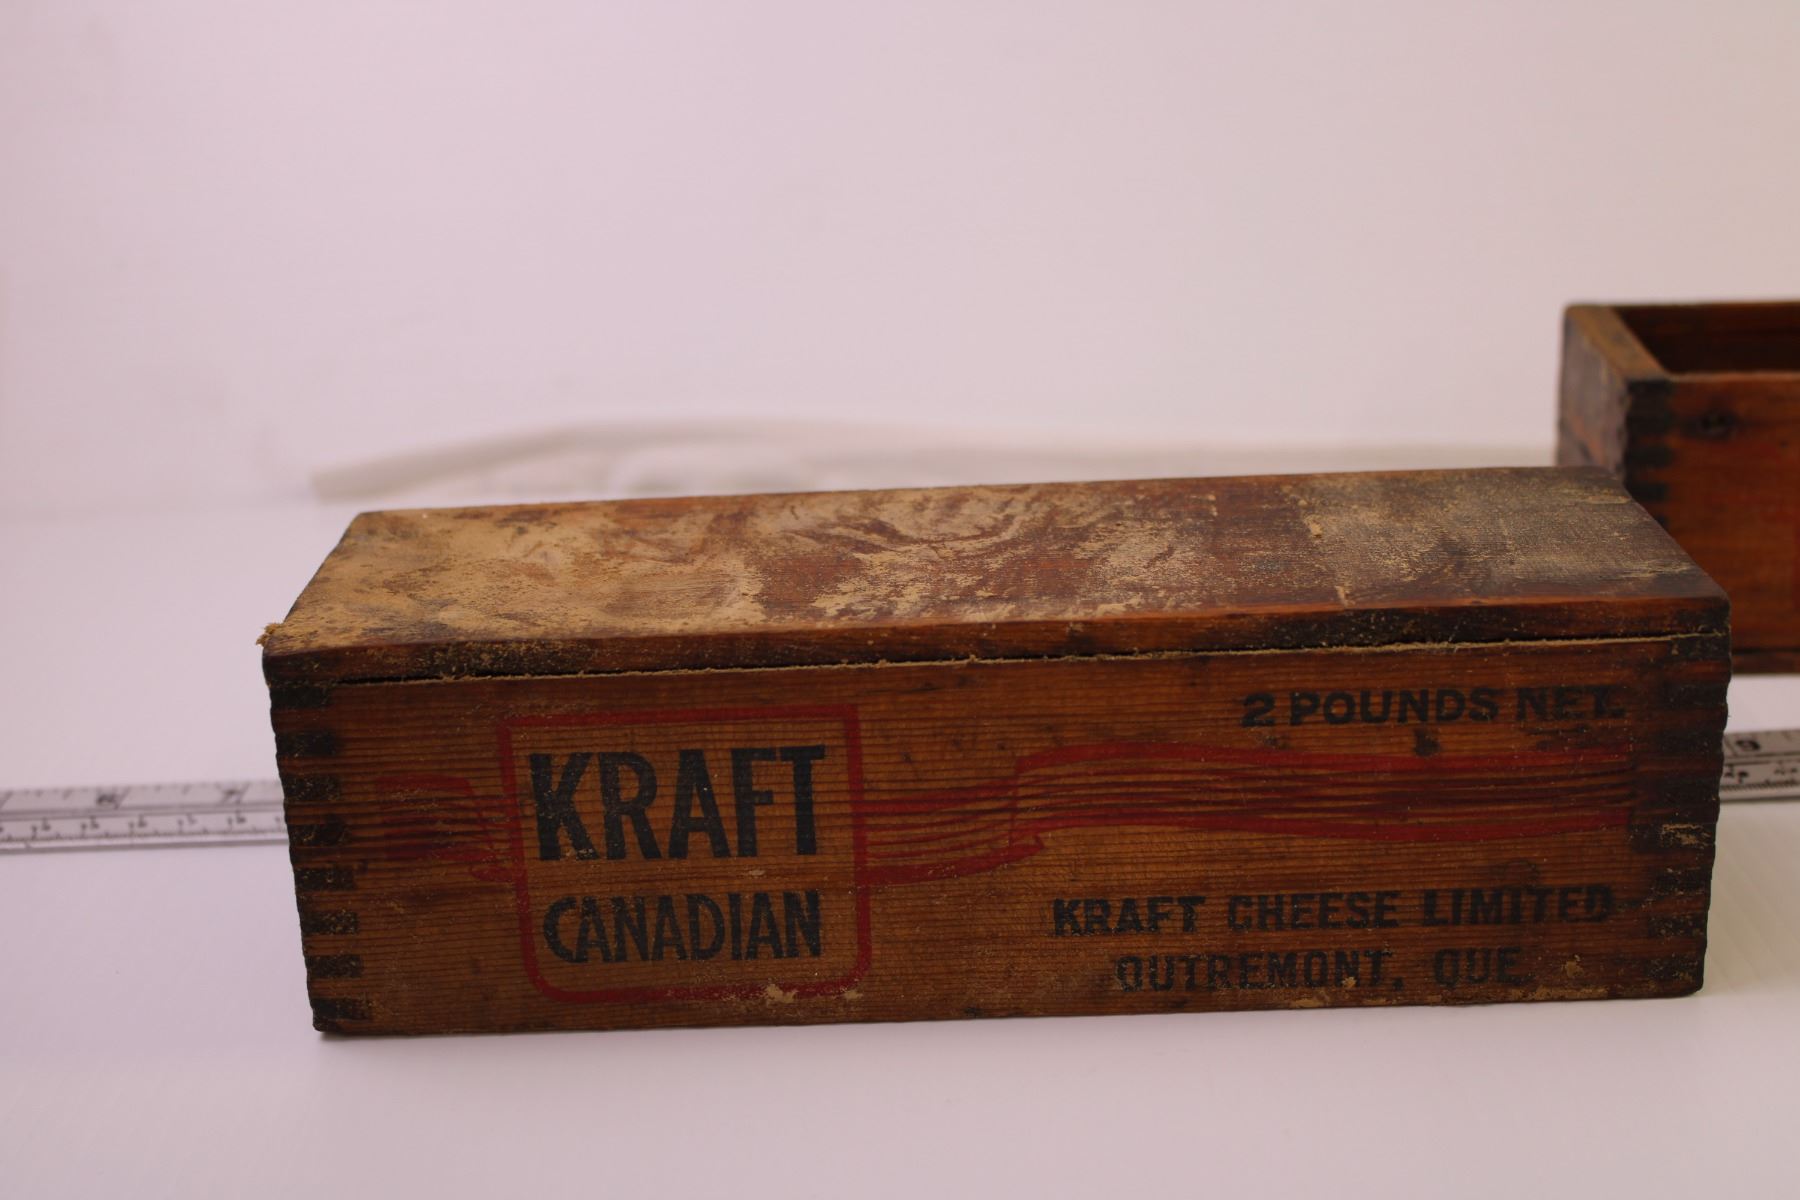 KRAFT
CANADIAN
2 POUNDS NET.
KRAFT CHEESE LIMITED
OUTREMONT, QUE.